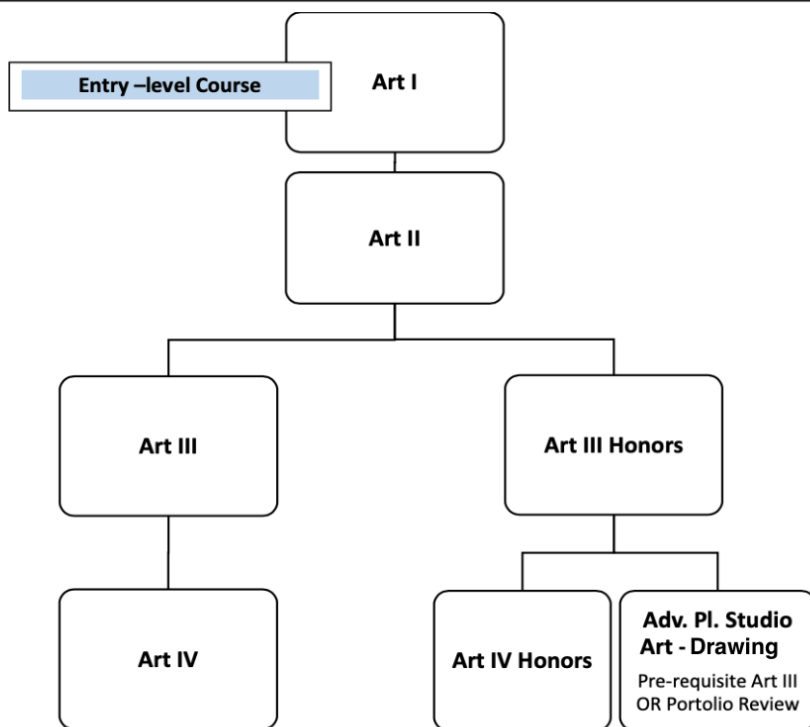 Entry –level Course
Art I
Art II
Art III
Art III Honors
Art IV
Art IV Honors
Adv. Pl. Studio
Art - Drawing
Pre-requisite Art III
OR Portolio Review